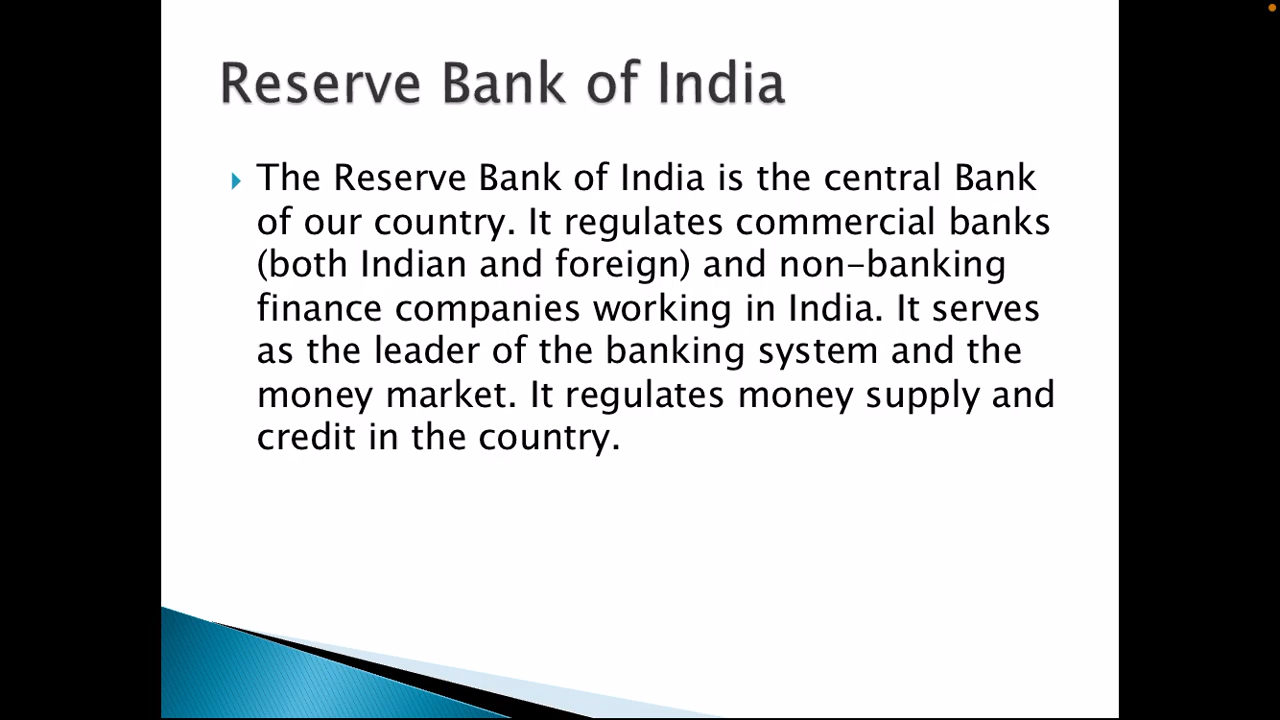 Reserve Bank of India
The Reserve Bank of India is the central Bank
of our country. It regulates commercial banks
(both Indian and foreign) and non-banking
finance companies working in India. It serves
as the leader of the banking system and the
money market. It regulates money supply and
credit in the country.